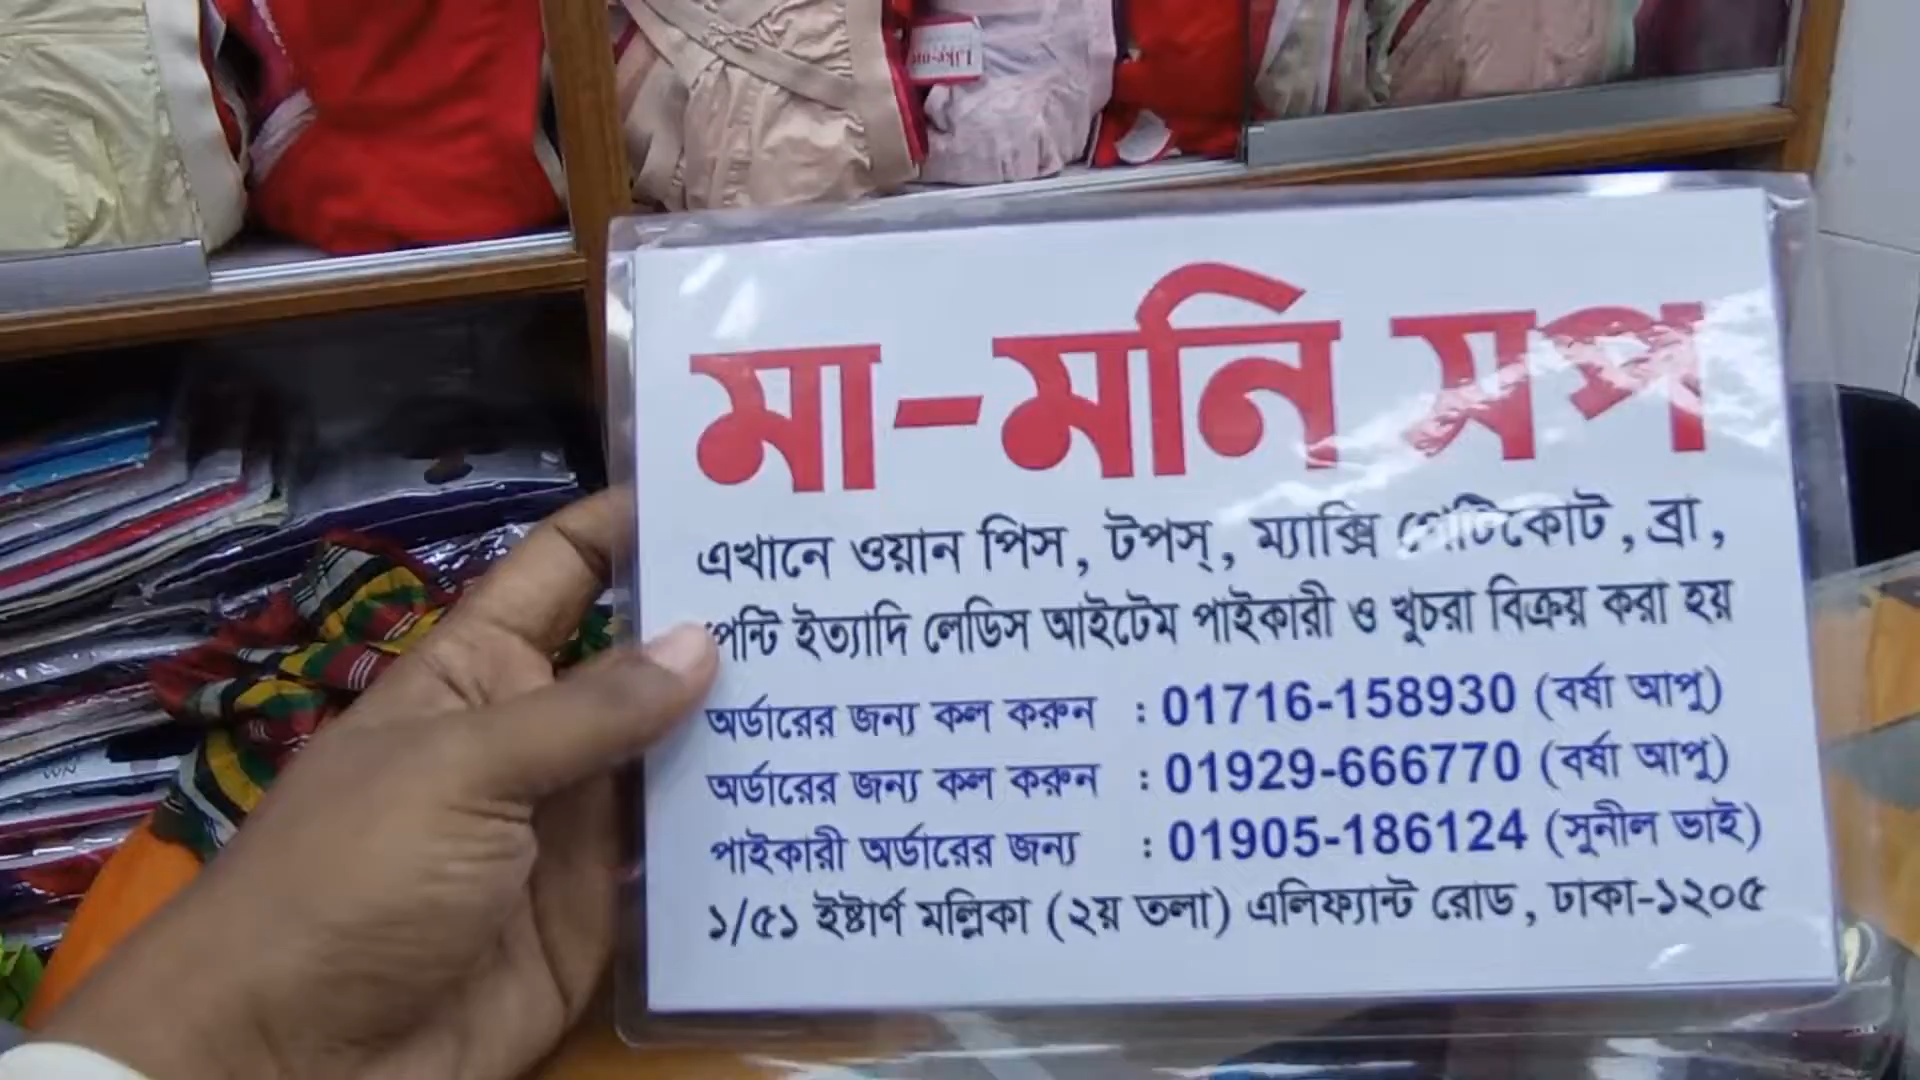 Like-me
মা-মনি সপ
এখানে ওয়ান পিস, টপস্, ম্যাক্সি পেটিকোট, ব্রা,
পেন্টি ইত্যাদি লেডিস আইটেম পাইকারী ও খুচরা বিক্রয় করা হয়
অর্ডারের জন্য কল করুন : 01716-158930 (বর্ষা আপু)
অর্ডারের জন্য কল করুন : 01929-666770 (বর্ষা আপু)
পাইকারী অর্ডারের জন্য : 01905-186124 (সুনীল ভাই)
১/৫১ ইষ্টার্ণ মল্লিকা (২য় তলা) এলিফ্যান্ট রোড, ঢাকা-১২০৫